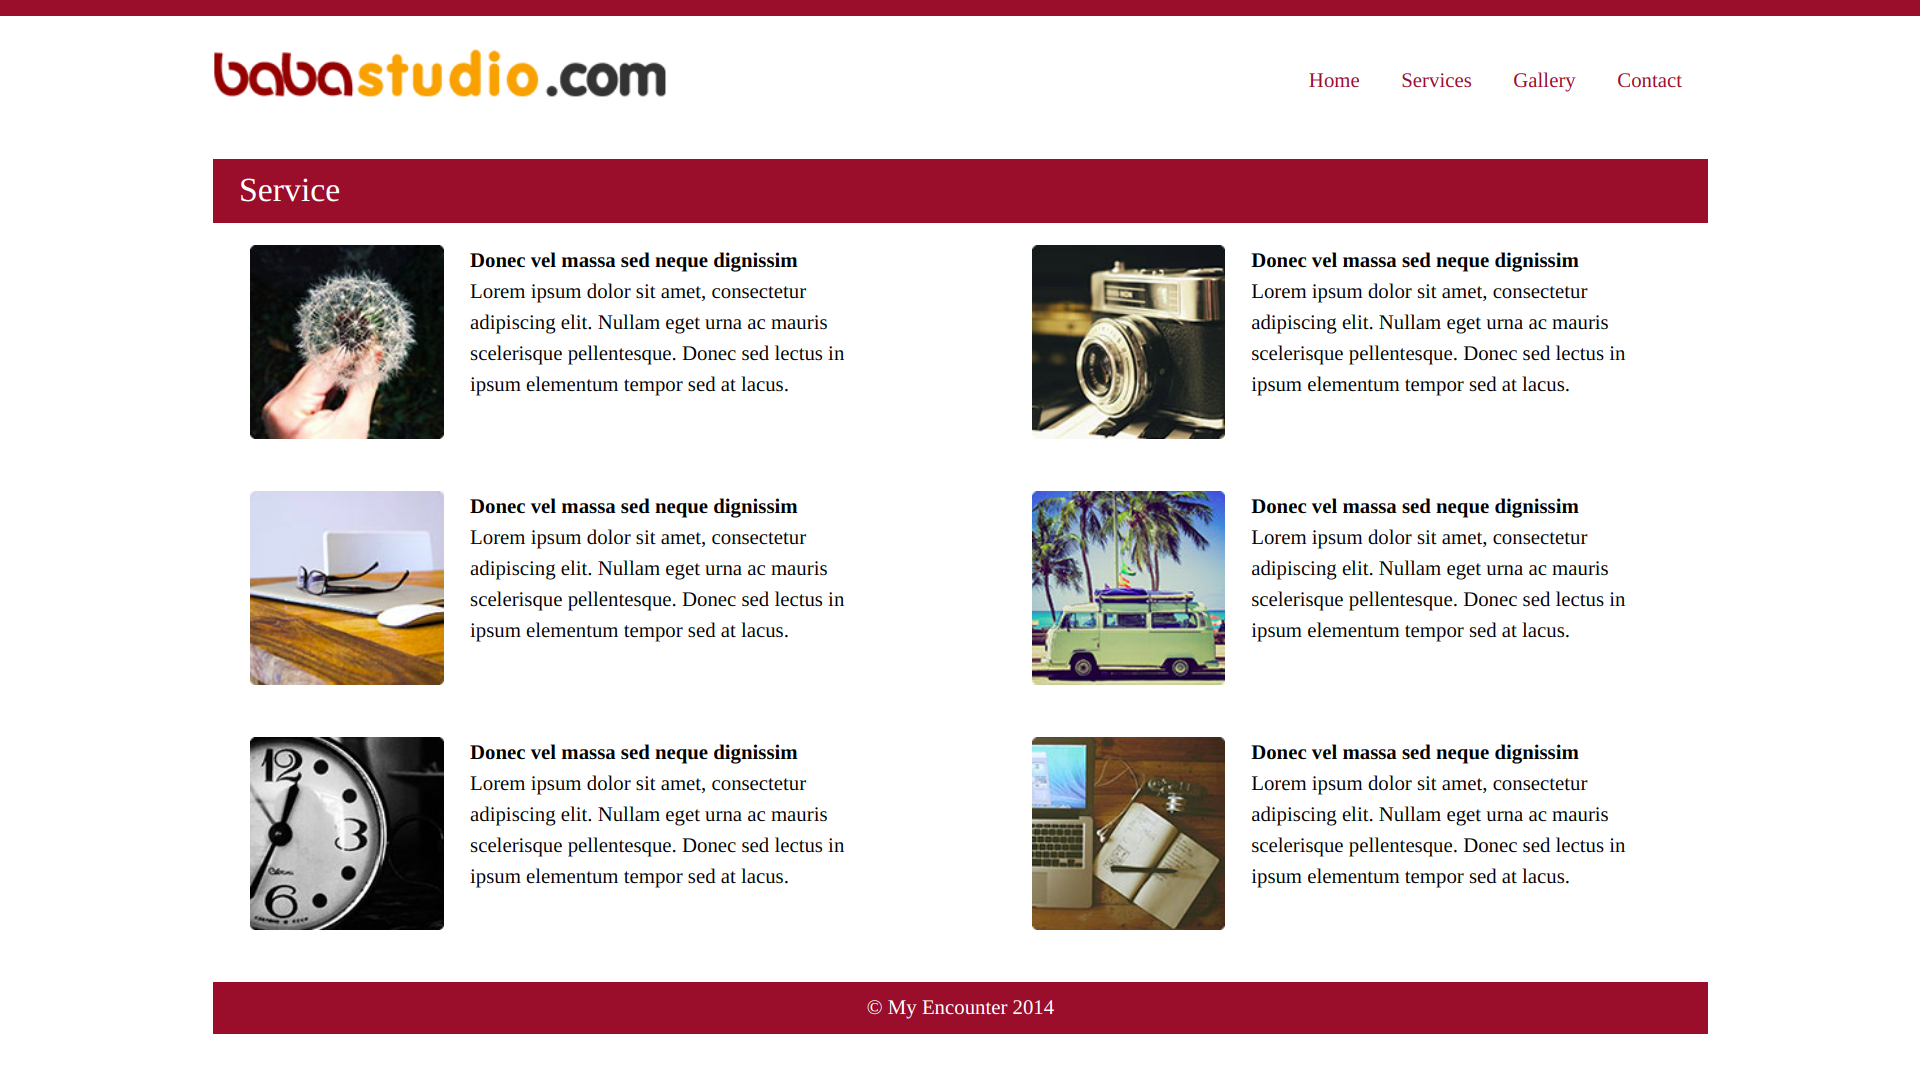 babastudio.com
Home Services Gallery Contact
Service
Donec vel massa sed neque dignissim
Lorem ipsum dolor sit amet, consectetur
adipiscing elit. Nullam eget urna ac mauris
scelerisque pellentesque. Donec sed lectus in
ipsum elementum tempor sed at lacus.
Donec vel massa sed neque dignissim
Lorem ipsum dolor sit amet, consectetur
adipiscing elit. Nullam eget urna ac mauris
scelerisque pellentesque. Donec sed lectus in
ipsum elementum tempor sed at lacus.
Donec vel massa sed neque dignissim
Lorem ipsum dolor sit amet, consectetur
adipiscing elit. Nullam eget urna ac mauris
scelerisque pellentesque. Donec sed lectus in
ipsum elementum tempor sed at lacus.
Donec vel massa sed neque dignissim
Lorem ipsum dolor sit amet, consectetur
adipiscing elit. Nullam eget urna ac mauris
scelerisque pellentesque. Donec sed lectus in
ipsum elementum tempor sed at lacus.
12
3
6
Donec vel massa sed neque dignissim
Lorem ipsum dolor sit amet, consectetur
adipiscing elit. Nullam eget urna ac mauris
scelerisque pellentesque. Donec sed lectus in
ipsum elementum tempor sed at lacus.
Donec vel massa sed neque dignissim
Lorem ipsum dolor sit amet, consectetur
adipiscing elit. Nullam eget urna ac mauris
scelerisque pellentesque. Donec sed lectus in
ipsum elementum tempor sed at lacus.
© My Encounter 2014